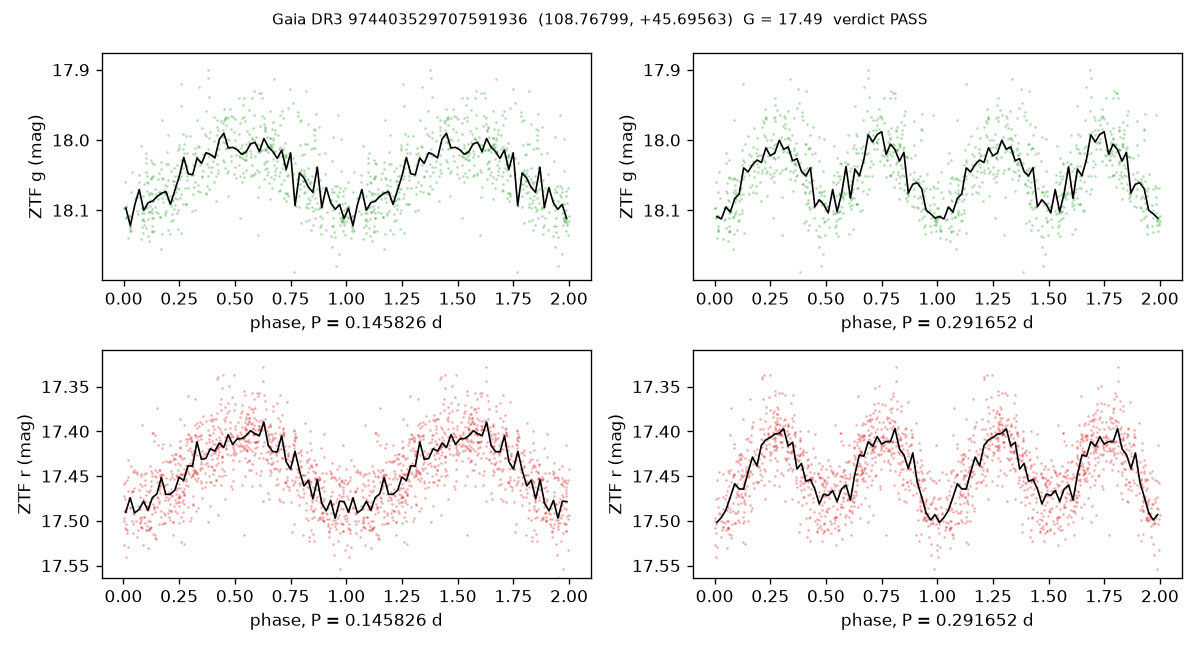 Gaia DR3 974403529707591936  (108.76799, +45.69563)  G = 17.49  verdict PASS
ZTF g (mag)
17.9
18.0
18.1
0.00 0.25 0.50 0.75 1.00 1.25 1.50 1.75 2.00
phase, P = 0.145826 d
ZTF g (mag)
17.9
18.0
18.1
0.00 0.25 0.50 0.75 1.00 1.25 1.50 1.75 2.00
phase, P = 0.291652 d
ZTF r (mag)
17.35
17.40
17.45
17.50
17.55
0.00 0.25 0.50 0.75 1.00 1.25 1.50 1.75 2.00
phase, P = 0.145826 d
ZTF r (mag)
17.35
17.40
17.45
17.50
17.55
0.00 0.25 0.50 0.75 1.00 1.25 1.50 1.75 2.00
phase, P = 0.291652 d